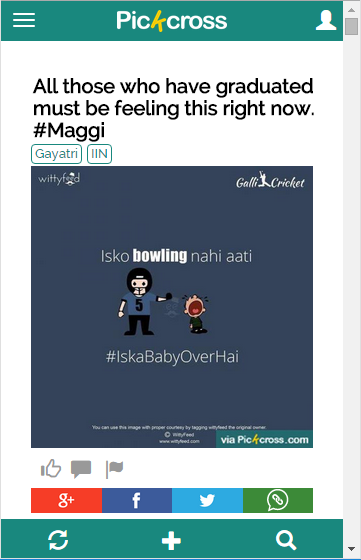 Pickcross
All those who have graduated
must be feeling this right now.
#Maggi
Gayatri IIN
wittyfeed
Galli Cricket
Isko bowling nahi aati
5
#IskaBabyOverHai
You can use this image with proper courtesy by tagging wittyfeed the original owner.
© WittyFeed
www.wittyfeed.com
via Pickcross.com
g+ f